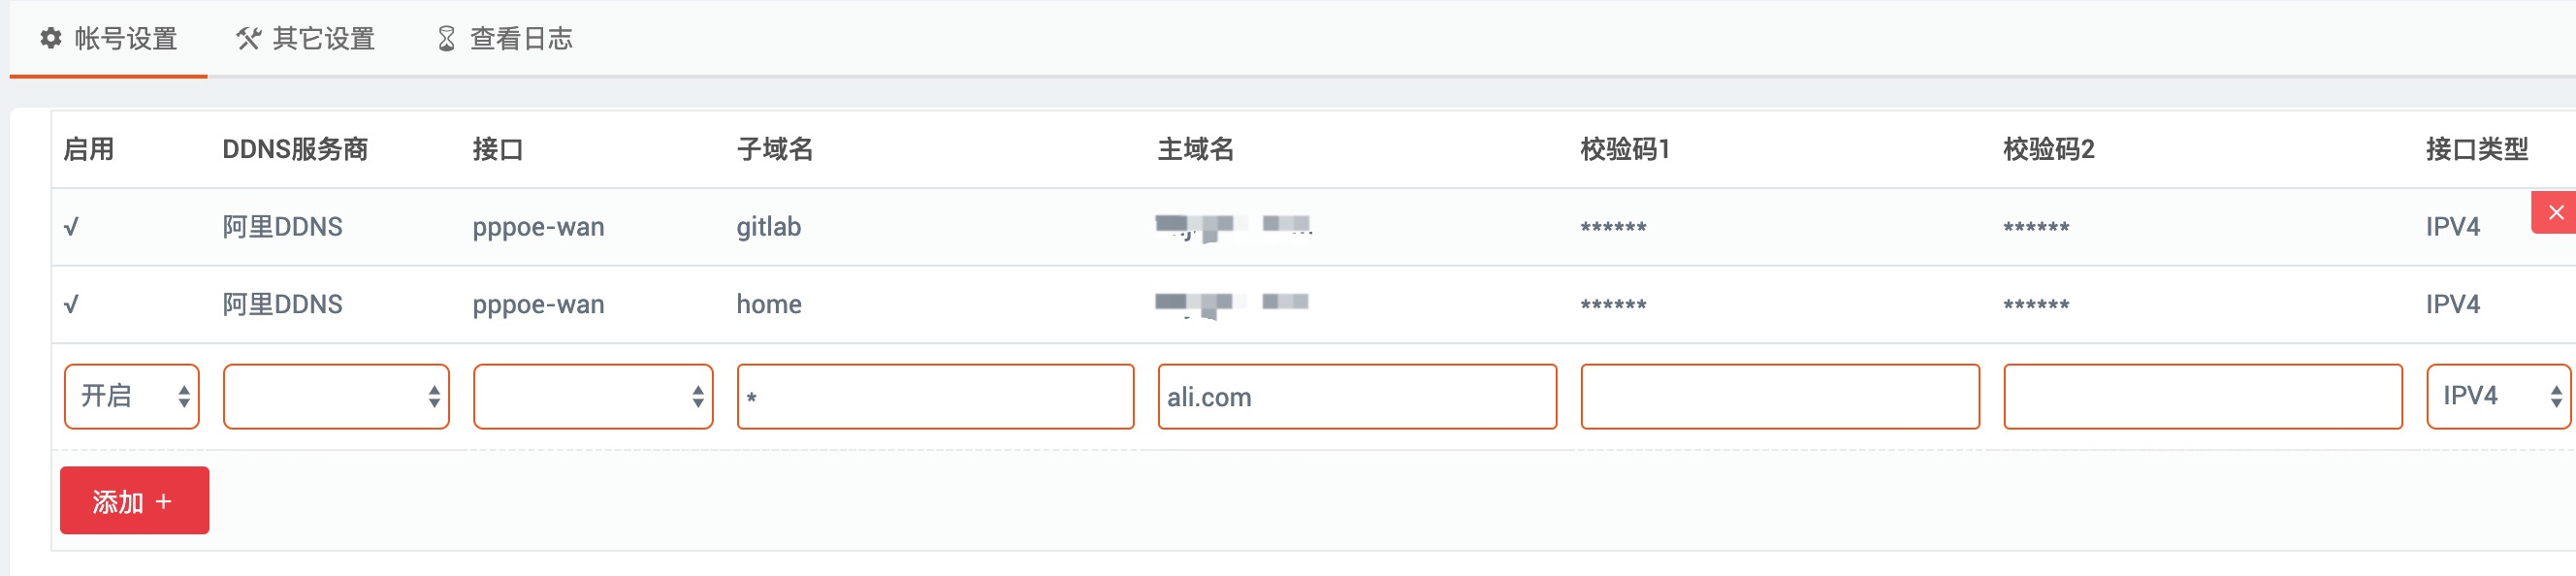 帐号设置 其它设置 查看日志
启用 DDNS服务商 接口 子域名 主域名 校验码1 校验码2 接口类型
√ 阿里DDNS pppoe-wan gitlab ****** ****** IPV4
√ 阿里DDNS pppoe-wan home ****** ****** IPV4
开启 * ali.com IPV4
添加 +